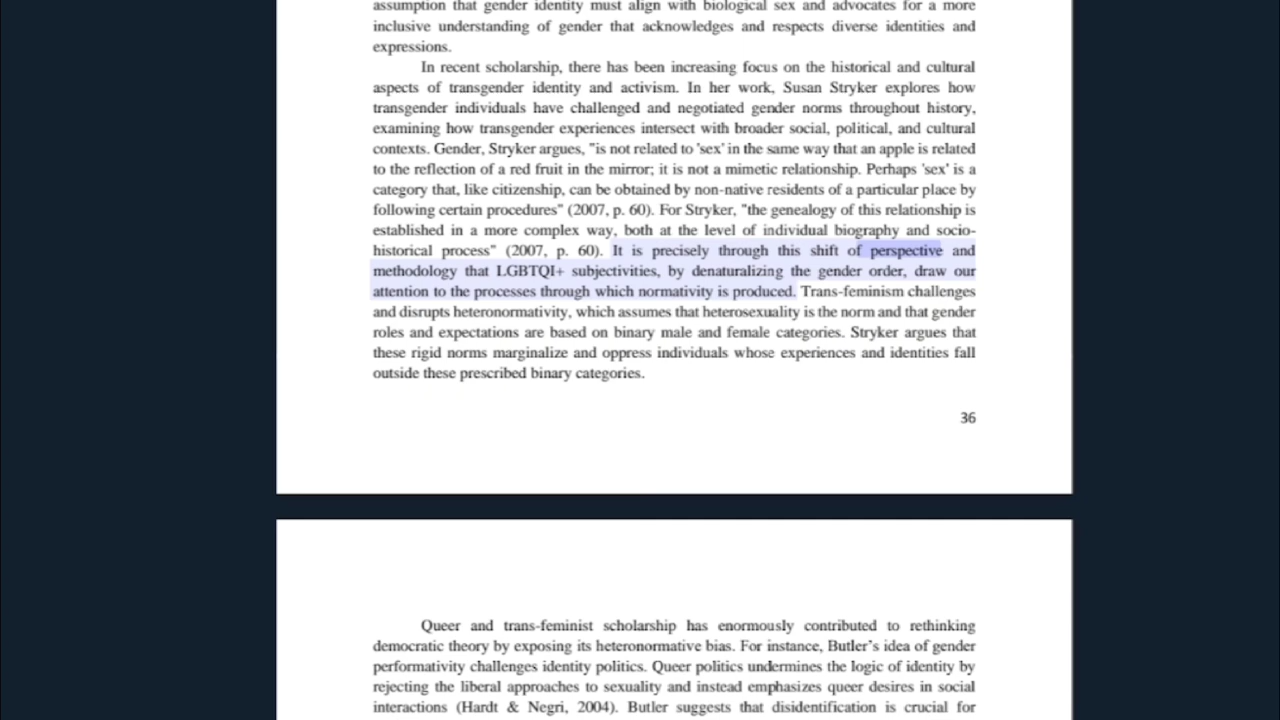 assumption that gender identity must align with biological sex and advocates for a more
inclusive understanding of gender that acknowledges and respects diverse identities and
expressions.
In recent scholarship, there has been increasing focus on the historical and cultural
aspects of transgender identity and activism. In her work, Susan Stryker explores how
transgender individuals have challenged and negotiated gender norms throughout history,
examining how transgender experiences intersect with broader social, political, and cultural
contexts. Gender, Stryker argues, "is not related to 'sex' in the same way that an apple is related
to the reflection of a red fruit in the mirror; it is not a mimetic relationship. Perhaps 'sex' is a
category that, like citizenship, can be obtained by non-native residents of a particular place by
following certain procedures" (2007, p. 60). For Stryker, "the genealogy of this relationship is
established in a more complex way, both at the level of individual biography and socio-
historical process" (2007, p. 60). It is precisely through this shift of perspective and
methodology that LGBTQI+ subjectivities, by denaturalizing the gender order, draw our
attention to the processes through which normativity is produced. Trans-feminism challenges
and disrupts heteronormativity, which assumes that heterosexuality is the norm and that gender
roles and expectations are based on binary male and female categories. Stryker argues that
these rigid norms marginalize and oppress individuals whose experiences and identities fall
outside these prescribed binary categories.
36
Queer and trans-feminist scholarship has enormously contributed to rethinking
democratic theory by exposing its heteronormative bias. For instance, Butler's idea of gender
performativity challenges identity politics. Queer politics undermines the logic of identity by
rejecting the liberal approaches to sexuality and instead emphasizes queer desires in social
interactions (Hardt & Negri, 2004). Butler suggests that disidentification is crucial for